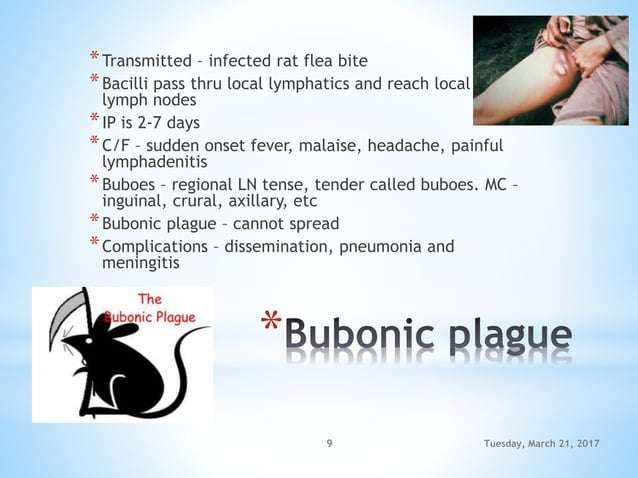 * Transmitted – infected rat flea bite
* Bacilli pass thru local lymphatics and reach local
lymph nodes
* IP is 2-7 days
* C/F – sudden onset fever, malaise, headache, painful
lymphadenitis
* Buboes – regional LN tense, tender called buboes. MC –
inguinal, crural, axillary, etc
* Bubonic plague – cannot spread
* Complications – dissemination, pneumonia and
meningitis
The
Bubonic Plague
* Bubonic plague
9
Tuesday, March 21, 2017